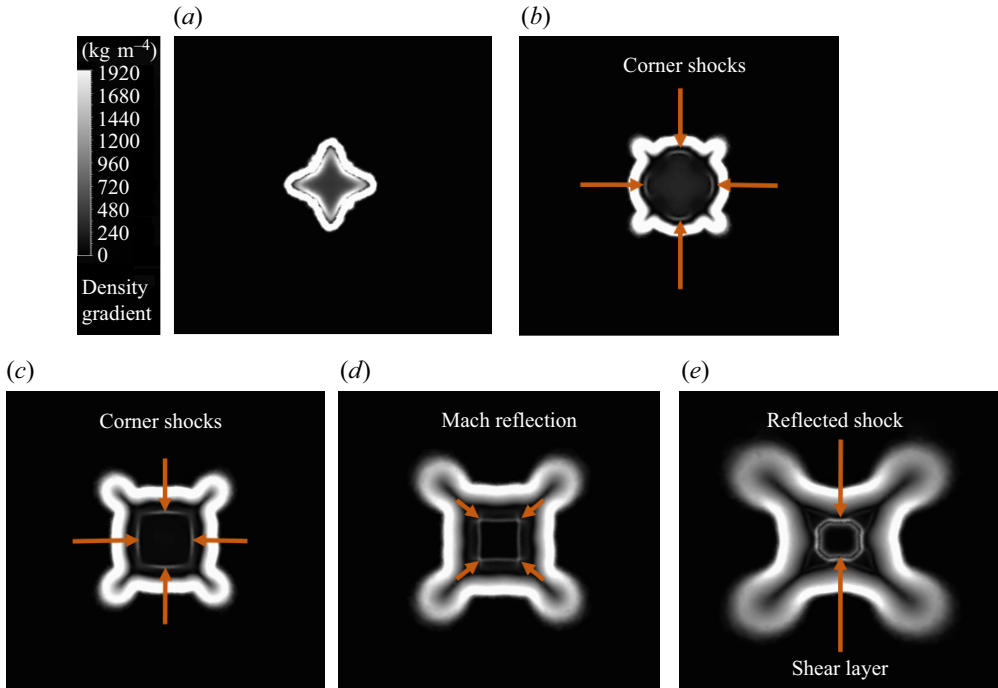 (a)
(b)
(kg m–4)
1920
1680
1440
1200
960
720
480
240
0
Density
gradient
Corner shocks
(c)
(d)
(e)
Corner shocks
Mach reflection
Reflected shock
Shear layer